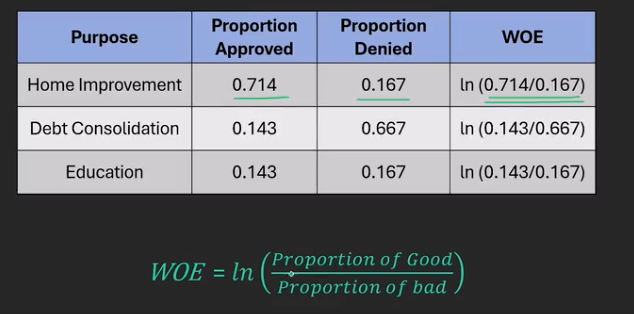 Purpose Proportion Approved Proportion Denied WOE
Home Improvement 0.714 0.167 ln (0.714/0.167)
Debt Consolidation 0.143 0.667 ln (0.143/0.667)
Education 0.143 0.167 ln (0.143/0.167)
WOE = ln (Proportion of Good / Proportion of bad)